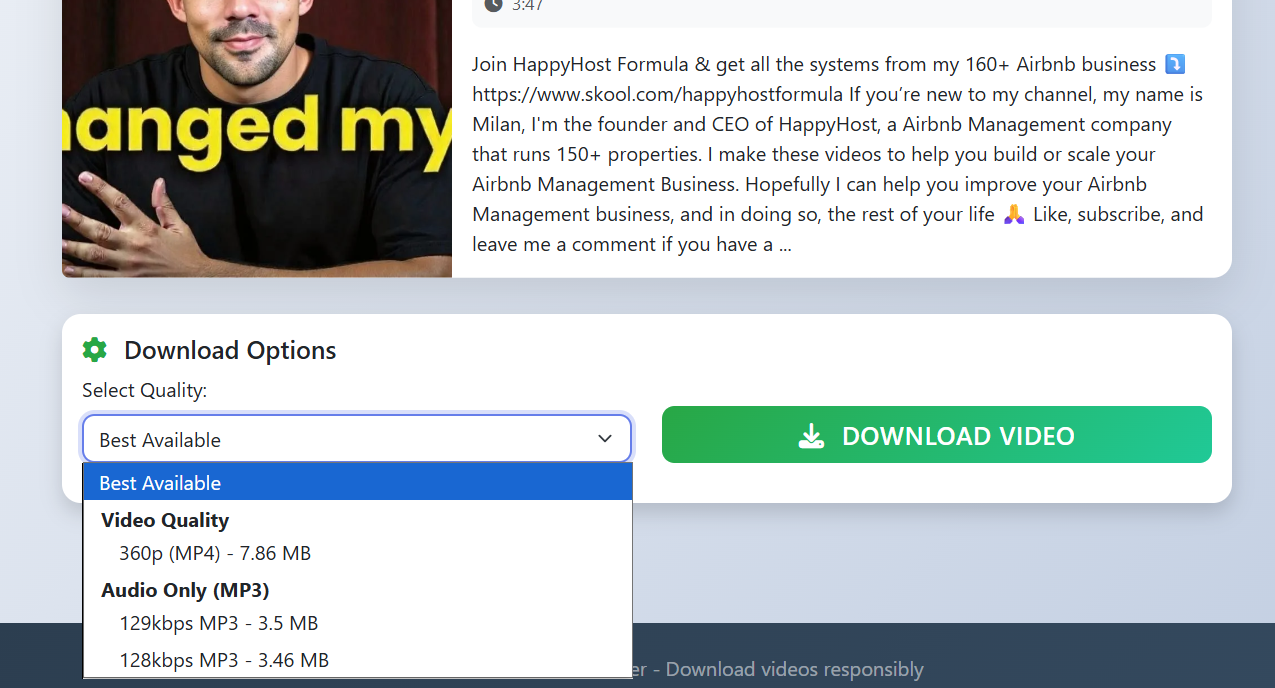 3:47
hanged my
Join HappyHost Formula & get all the systems from my 160+ Airbnb business ⤵️
https://www.skool.com/happyhostformula If you’re new to my channel, my name is
Milan, I'm the founder and CEO of HappyHost, a Airbnb Management company
that runs 150+ properties. I make these videos to help you build or scale your
Airbnb Management Business. Hopefully I can help you improve your Airbnb
Management business, and in doing so, the rest of your life 🙏 Like, subscribe, and
leave me a comment if you have a ...
Download Options
Select Quality:
Best Available
DOWNLOAD VIDEO
Best Available
Video Quality
360p (MP4) - 7.86 MB
Audio Only (MP3)
129kbps MP3 - 3.5 MB
128kbps MP3 - 3.46 MB
er - Download videos responsibly